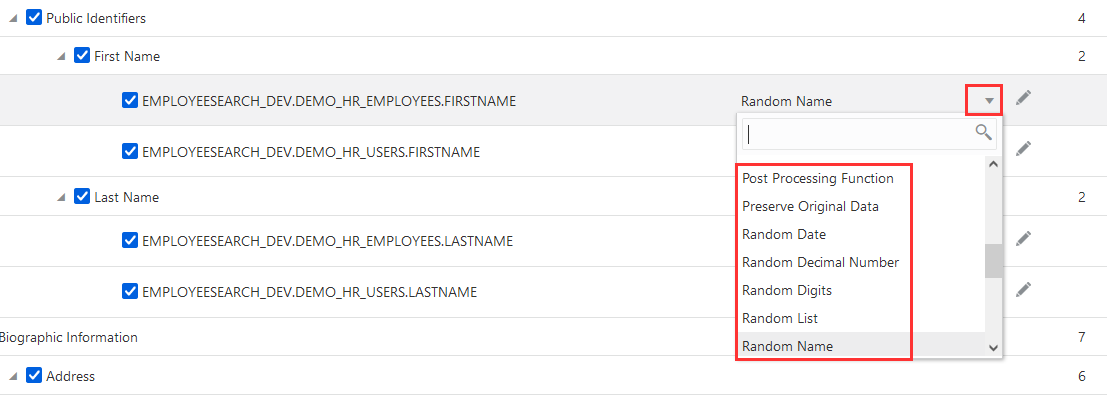 Public Identifiers 4
First Name 2
EMPLOYEESEARCH_DEV.DEMO_HR_EMPLOYEES.FIRSTNAME Random Name
EMPLOYEESEARCH_DEV.DEMO_HR_USERS.FIRSTNAME
Post Processing Function
Preserve Original Data
Last Name 2
Random Date
EMPLOYEESEARCH_DEV.DEMO_HR_EMPLOYEES.LASTNAME
Random Decimal Number
Random Digits
EMPLOYEESEARCH_DEV.DEMO_HR_USERS.LASTNAME
Random List
Biographic Information 7
Random Name
Address 6